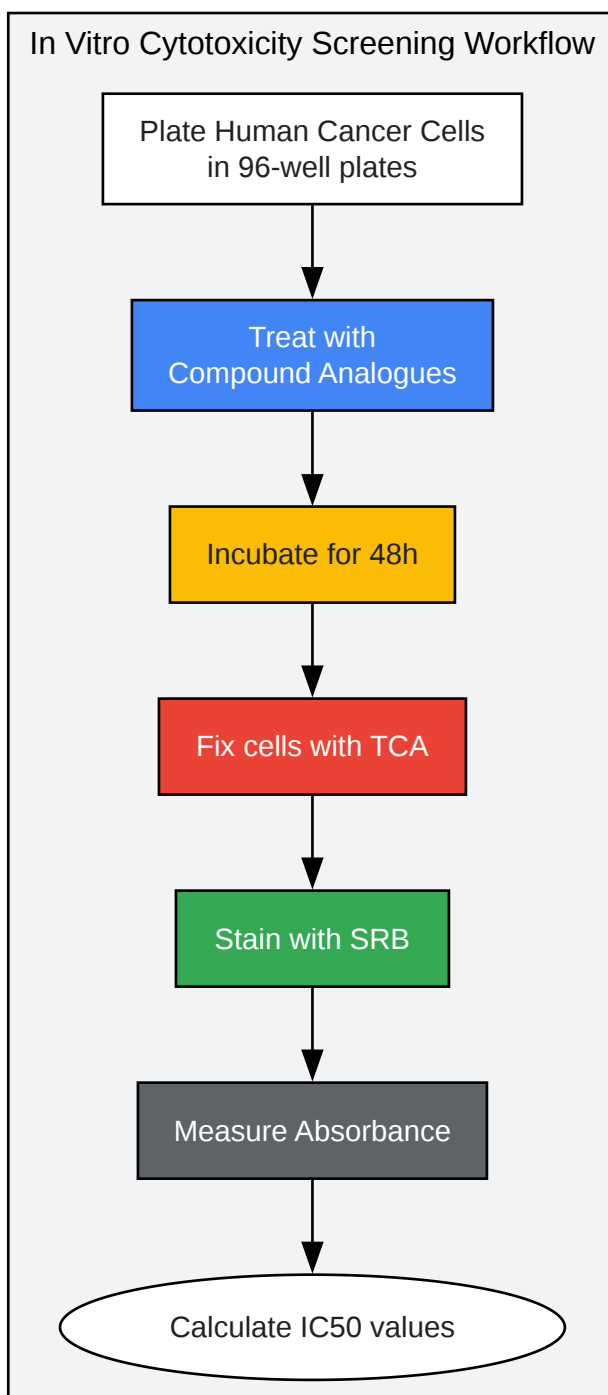 In Vitro Cytotoxicity Screening Workflow
Plate Human Cancer Cells
in 96-well plates
Treat with
Compound Analogues
Incubate for 48h
Fix cells with TCA
Stain with SRB
Measure Absorbance
Calculate IC50 values